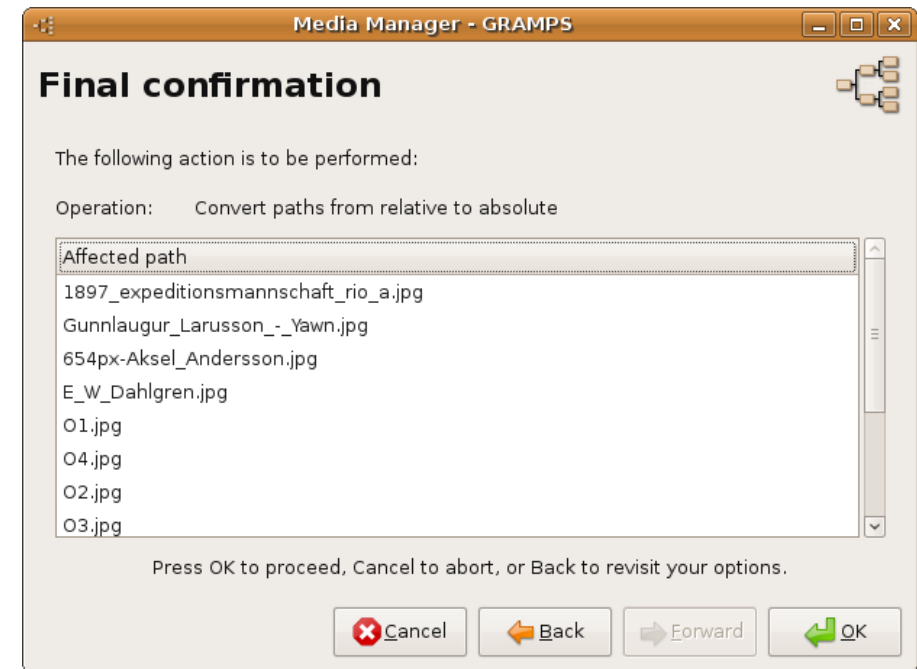 Media Manager - GRAMPS
Final confirmation
The following action is to be performed:
Operation: Convert paths from relative to absolute
Affected path
1897_expeditionsmannschaft_rio_a.jpg
Gunnlaugur_Larusson_-_Yawn.jpg
654px-Aksel_Andersson.jpg
E_W_Dahlgren.jpg
O1.jpg
O4.jpg
O2.jpg
O3.jpg
Press OK to proceed, Cancel to abort, or Back to revisit your options.
Cancel Back Forward OK